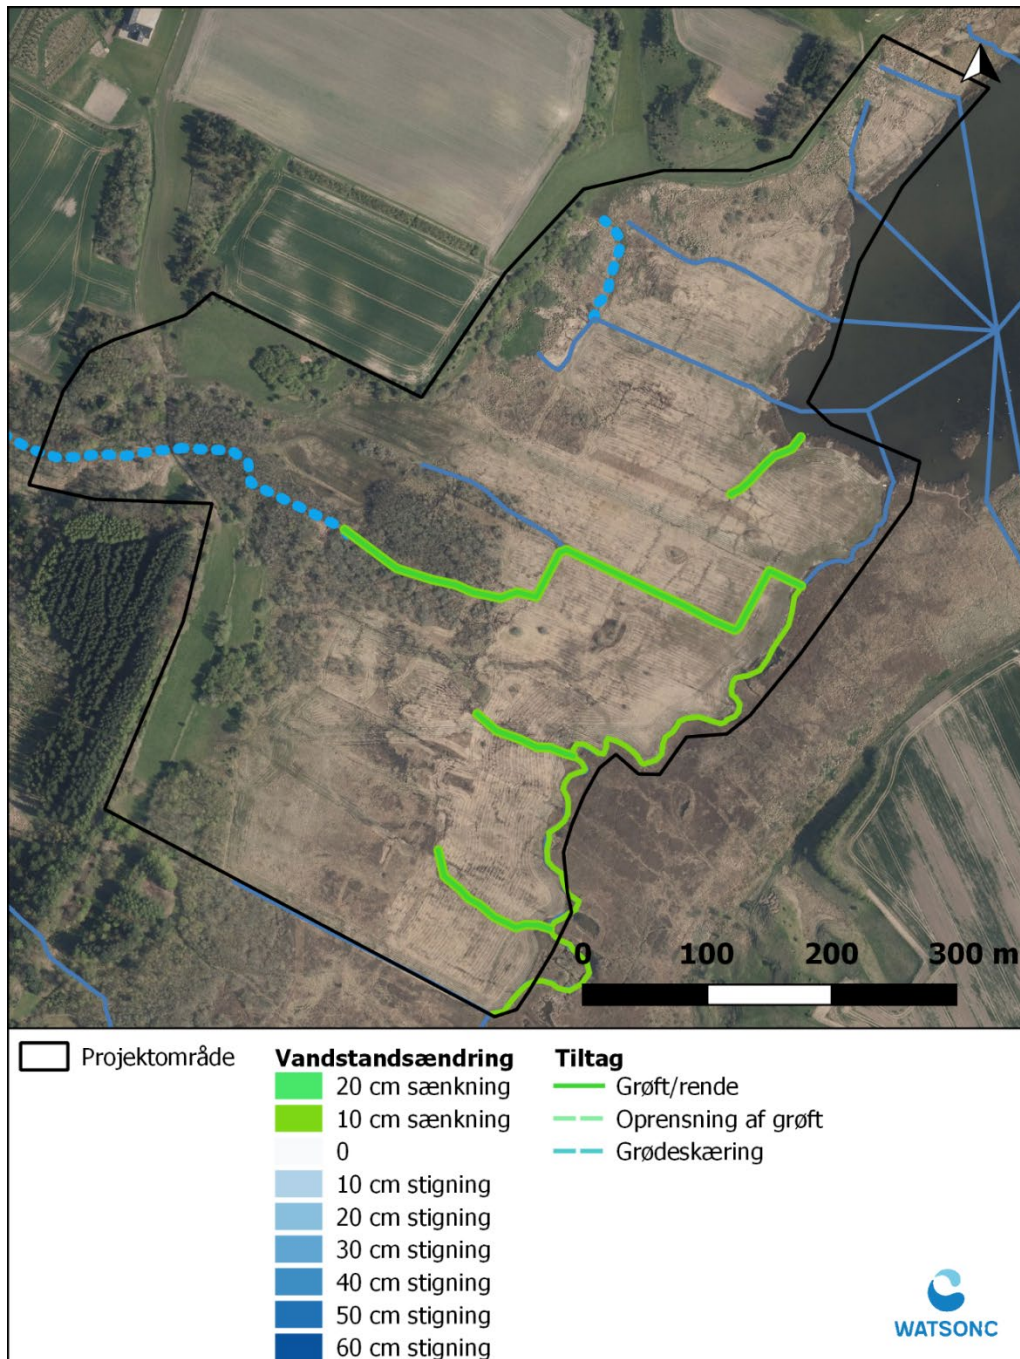 0 100 200 300 m
Projektområde
Vandstandsændring
20 cm sænkning
10 cm sænkning
0
10 cm stigning
20 cm stigning
30 cm stigning
40 cm stigning
50 cm stigning
60 cm stigning
Tiltag
Grøft/rende
Oprensning af grøft
Grødeskæring
WATSONC